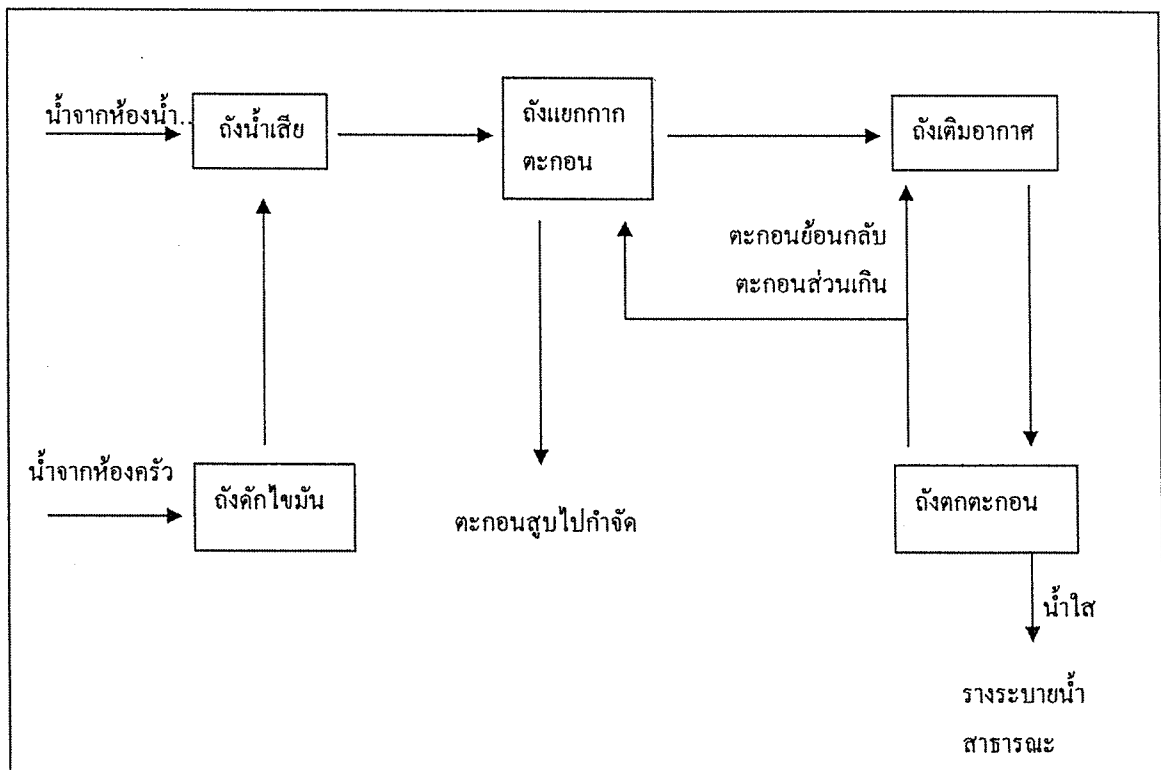 น้ำจากห้องน้ำ..
ถังน้ำเสีย
ถังแยกกาก
ตะกอน
ถังเติมอากาศ
ตะกอนย้อนกลับ
ตะกอนส่วนเกิน
น้ำจากห้องครัว
ถังดักไขมัน
ตะกอนสูบไปกำจัด
ถังตกตะกอน
น้ำใส
รางระบายน้ำ
สาธารณะ